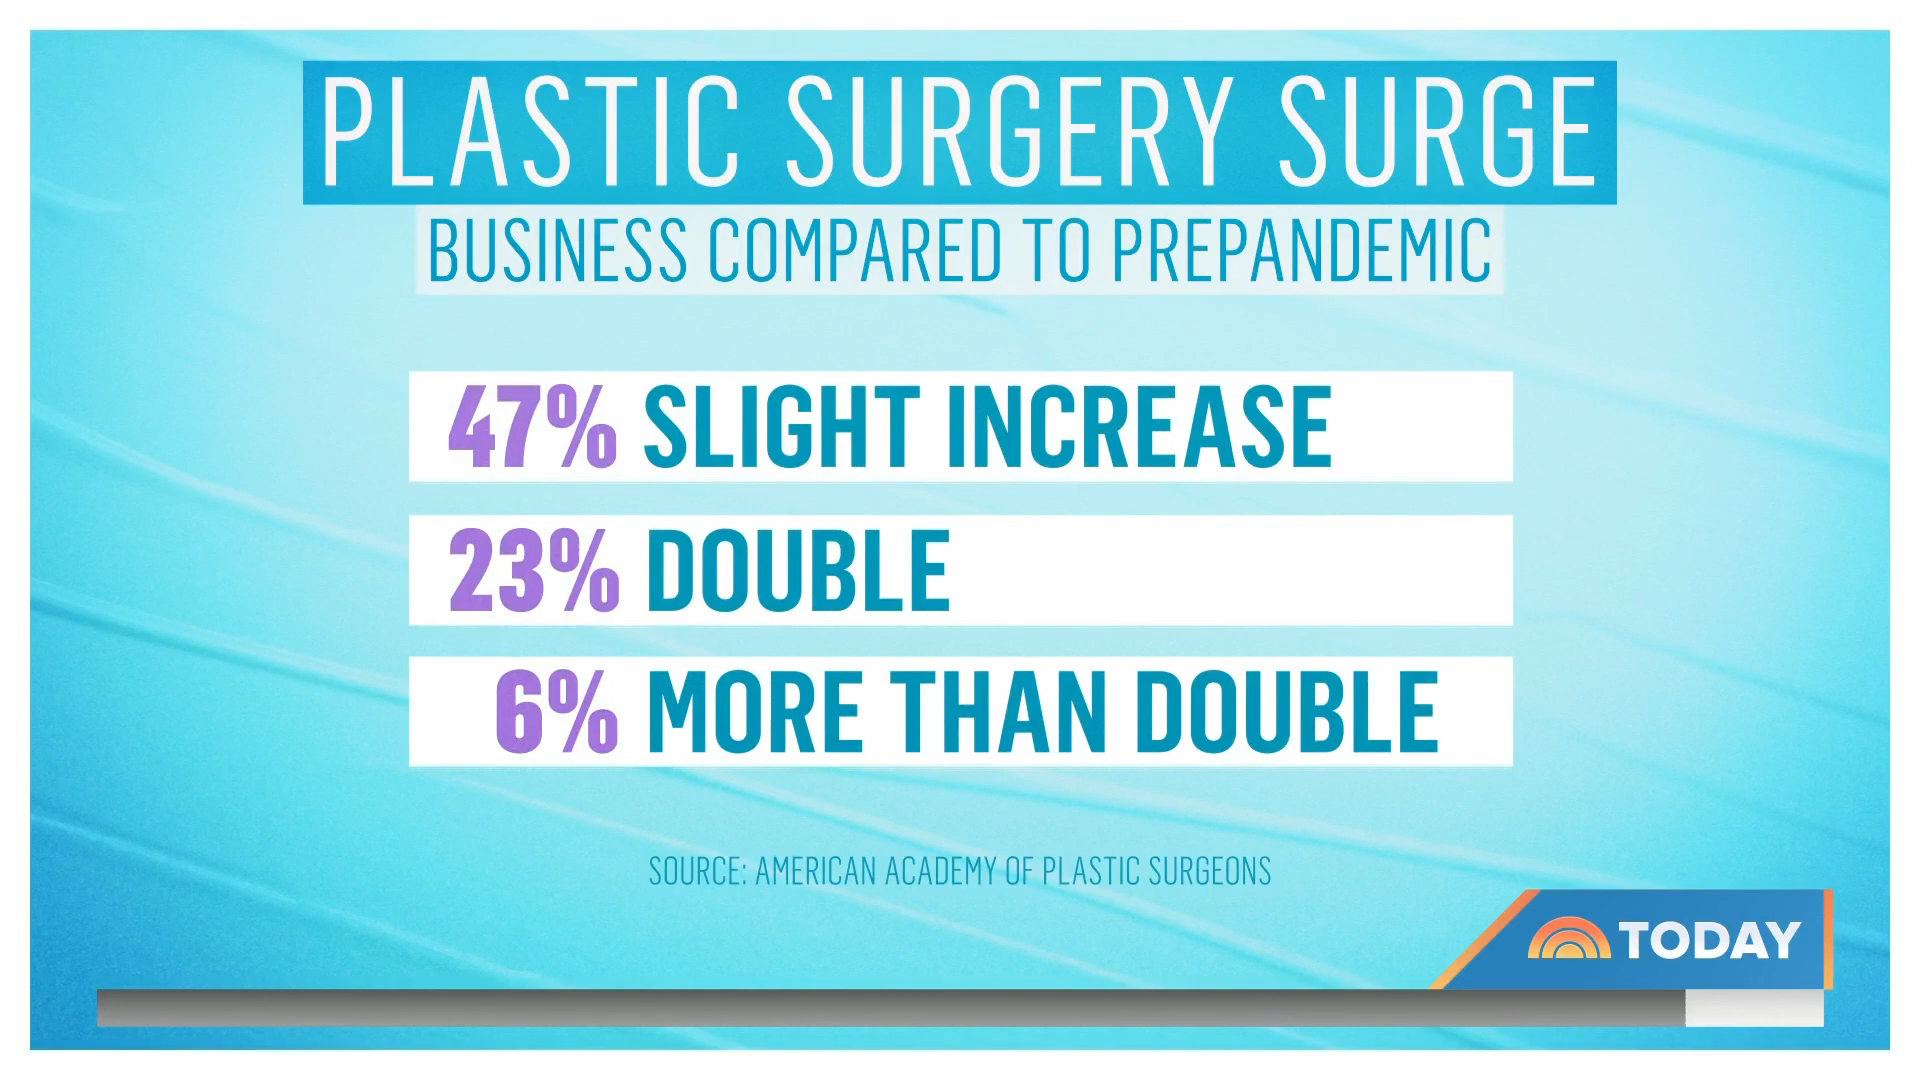 PLASTIC SURGERY SURGE
BUSINESS COMPARED TO PREPANDEMIC
47% SLIGHT INCREASE
23% DOUBLE
6% MORE THAN DOUBLE
SOURCE: AMERICAN ACADEMY OF PLASTIC SURGEONS
TODAY